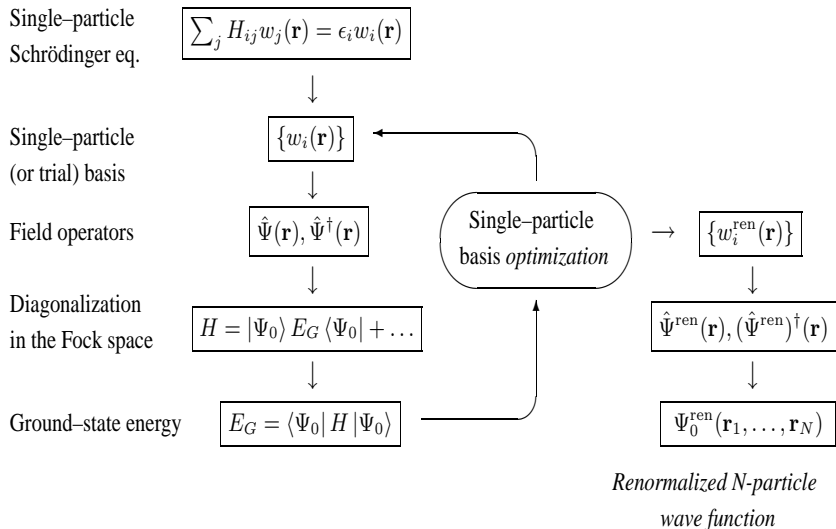 Single–particle
Schrödinger eq.
∑_j H_{ij} w_j(r) = ϵ_i w_i(r)
Single–particle
(or trial) basis
{w_i(r)}
Field operators
Ψ̂(r), Ψ̂†(r)
Diagonalization
in the Fock space
H = |Ψ_0⟩ E_G ⟨Ψ_0| + …
Ground–state energy
E_G = ⟨Ψ_0| H |Ψ_0⟩
Single–particle
basis optimization
{w_i^{ren}(r)}
Ψ̂^{ren}(r), (Ψ̂^{ren})†(r)
Ψ_0^{ren}(r_1, …, r_N)
Renormalized N-particle
wave function